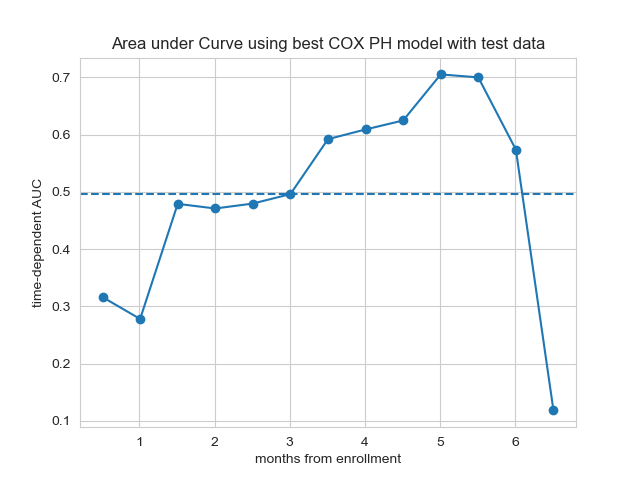 Area under Curve using best COX PH model with test data
time-dependent AUC
0.7
0.6
0.5
0.4
0.3
0.2
0.1
1 2 3 4 5 6
months from enrollment